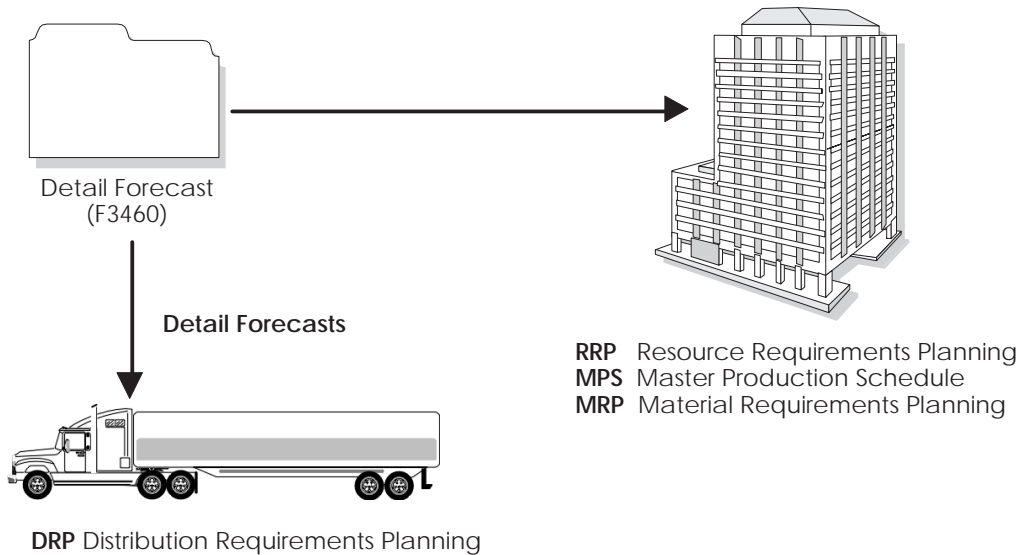 Detail Forecast
(F3460)
Detail Forecasts
RRP Resource Requirements Planning
MPS Master Production Schedule
MRP Material Requirements Planning
DRP Distribution Requirements Planning